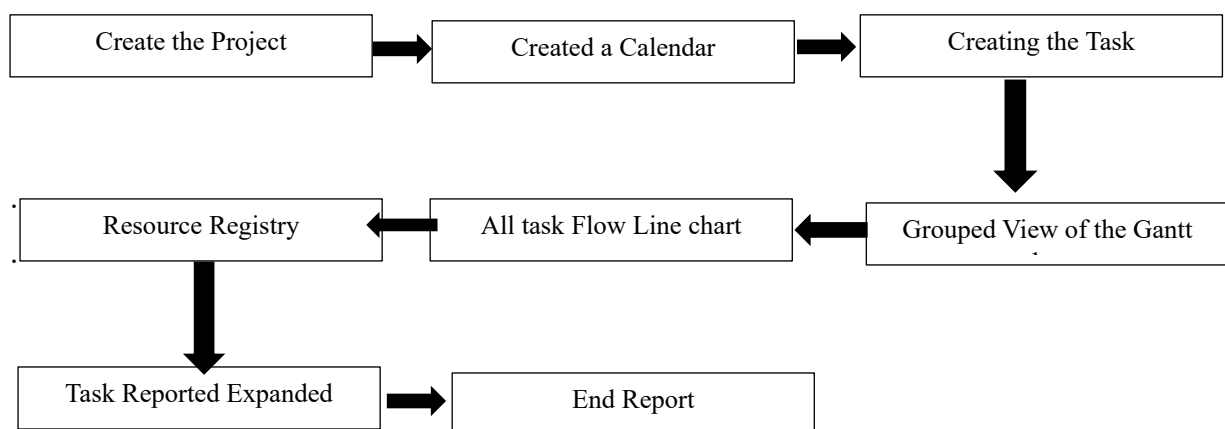 Create the Project
Created a Calendar
Creating the Task
Resource Registry
All task Flow Line chart
Grouped View of the Gantt
Task Reported Expanded
End Report